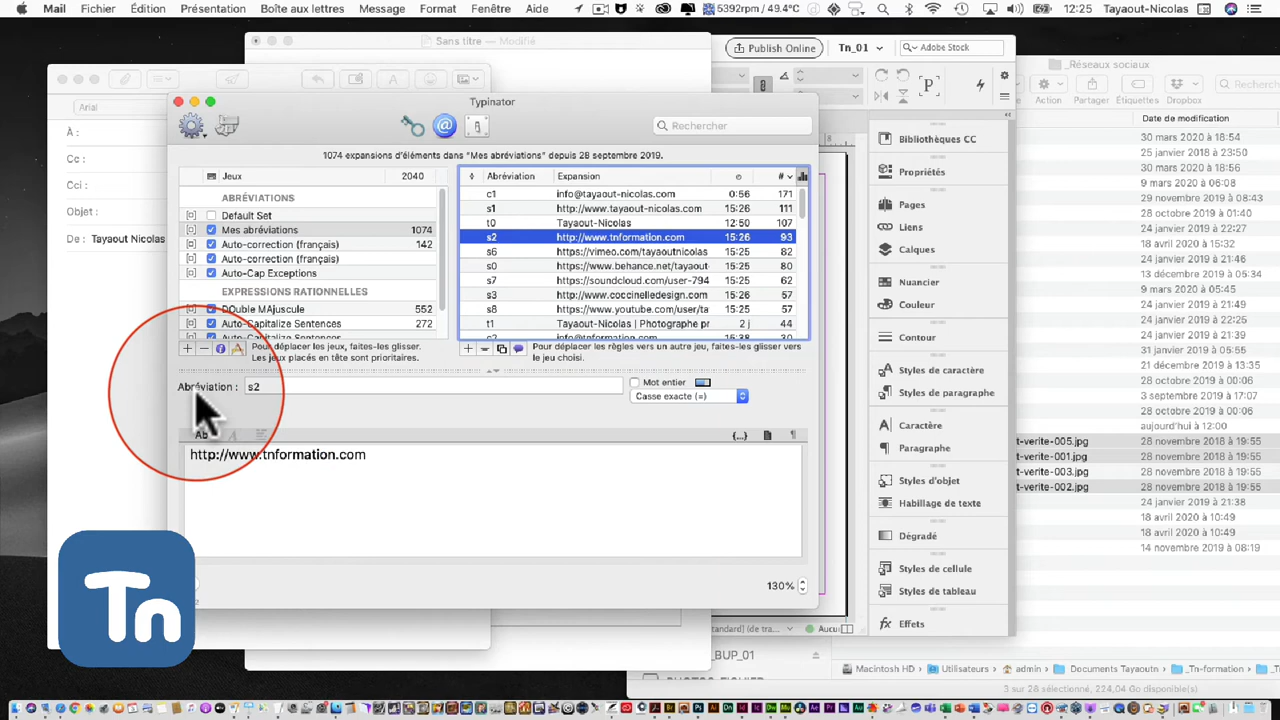 Mail Fichier Édition Présentation Boîte aux lettres Message Format Fenêtre Aide 5392rpm / 49.4°C 12:25 Tayaout-Nicolas
Sans titre — Modifié
Publish Online Tn_01 Adobe Stock
_Réseaux sociaux
Action Partager Étiquettes Dropbox Recherche
Arial
À :
Cc :
Cci :
Objet :
De : Tayaout Nicolas
Typinator
Rechercher
1074 expansions d'éléments dans "Mes abréviations" depuis 28 septembre 2019.
Jeux 2040
ABRÉVIATIONS
Default Set
Mes abréviations 1074
Auto-correction (français) 142
Auto-correction (français)
Auto-Cap Exceptions
EXPRESSIONS RATIONNELLES
DOuble MAjuscule 552
Auto-Capitalize Sentences 272
Abréviation Expansion #
c1 info@tayaout-nicolas.com 0:56 171
s1 http://www.tayaout-nicolas.com 15:26 111
t0 Tayaout-Nicolas 12:50 107
s2 http://www.tnformation.com 15:26 93
s6 https://vimeo.com/tayaoutnicolas 15:25 82
s0 https://www.behance.net/tayaout- 15:25 80
s7 https://soundcloud.com/user-794 15:25 62
s3 http://www.coccinelledesign.com 15:26 57
s8 https://www.youtube.com/user/ta 15:25 57
t1 Tayaout-Nicolas | Photographe pr 2 j 44
c2 info@tnformation.com 15:38 30
Pour déplacer les jeux, faites-les glisser.
Les jeux placés en tête sont prioritaires.
Pour déplacer les règles vers un autre jeu, faites-les glisser vers
le jeu choisi.
Abréviation : s2
Mot entier
Casse exacte (=)
Ab
{...}
http://www.tnformation.com
130%
Tn
Bibliothèques CC
Propriétés
Pages
Liens
Calques
Nuancier
Couleur
Contour
Styles de caractère
Styles de paragraphe
Caractère
Paragraphe
Styles d'objet
Habillage de texte
Dégradé
Styles de cellule
Styles de tableau
Effets
Date de modification
30 mars 2020 à 18:54
25 janvier 2018 à 23:50
30 mars 2020 à 18:56
9 mars 2020 à 06:08
29 novembre 2019 à 08:43
28 octobre 2019 à 01:40
24 janvier 2019 à 22:27
18 avril 2020 à 15:32
24 janvier 2019 à 21:46
13 décembre 2019 à 05:34
24 janvier 2019 à 21:49
24 janvier 2019 à 21:51
28 octobre 2019 à 00:58
24 janvier 2019 à 21:52
21 décembre 2019 à 02:41
3 septembre 2019 à 17:07
28 octobre 2019 à 01:40
aujourd'hui à 12:00
t-verite-005.jpg 28 novembre 2018 à 19:55
t-verite-001.jpg 28 novembre 2018 à 19:55
t-verite-003.jpg 28 novembre 2018 à 19:55
t-verite-002.jpg 28 novembre 2018 à 19:55
24 janvier 2019 à 21:38
18 avril 2020 à 10:49
18 avril 2020 à 10:49
14 novembre 2019 à 08:19
_BUP_01
Macintosh HD Utilisateurs admin Documents Tayaoutn _Tn-formation
3 sur 28 sélectionné, 224,04 Go disponible(s)